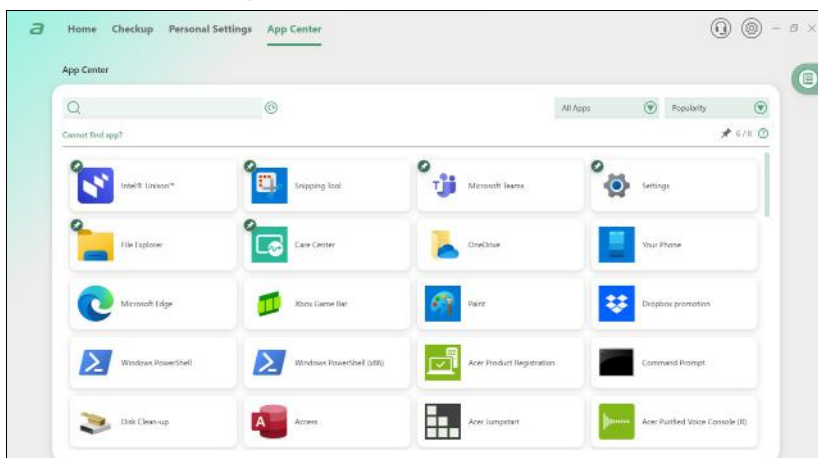 a Home Checkup Personal Settings App Center
App Center
All Apps Popularity
Cannot find app? 6 / 8
Intel® Unison™ Snipping Tool Microsoft Teams Settings
File Explorer Care Center OneDrive Your Phone
Microsoft Edge Xbox Game Bar Paint Dropbox promotion
Windows PowerShell Windows PowerShell (x86) Acer Product Registration Command Prompt
Disk Clean-up Access Acer Jumpstart Acer Purified Voice Console (R)